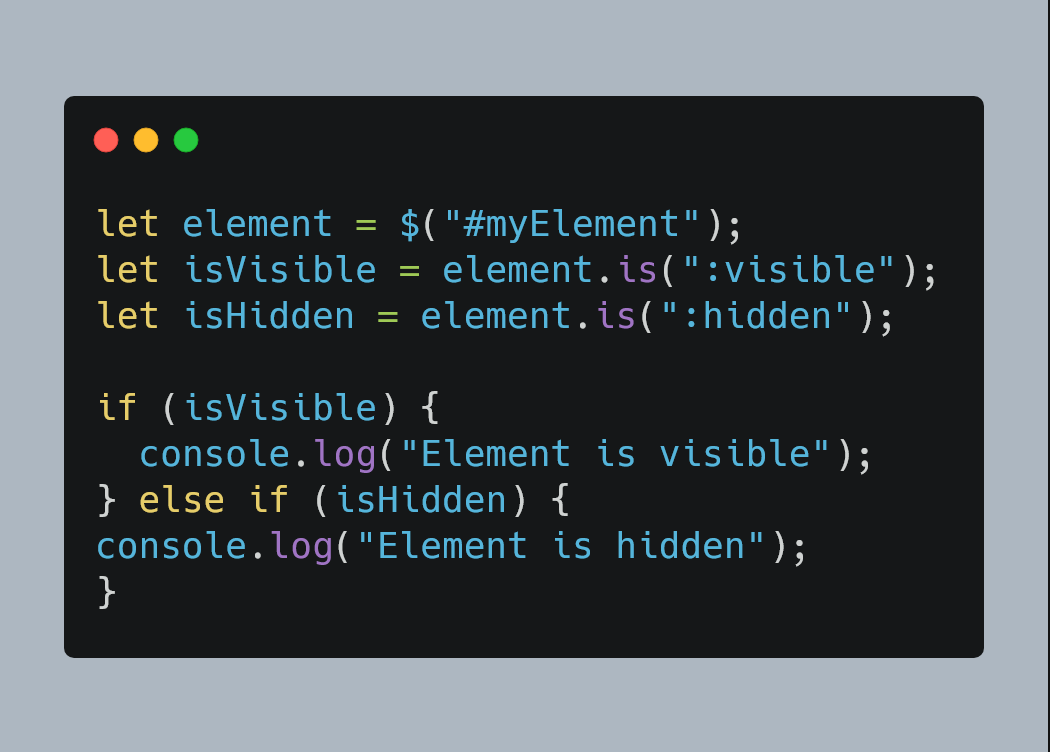 let element = $("#myElement");
let isVisible = element.is(":visible");
let isHidden = element.is(":hidden");

if (isVisible) {
  console.log("Element is visible");
} else if (isHidden) {
console.log("Element is hidden");
}